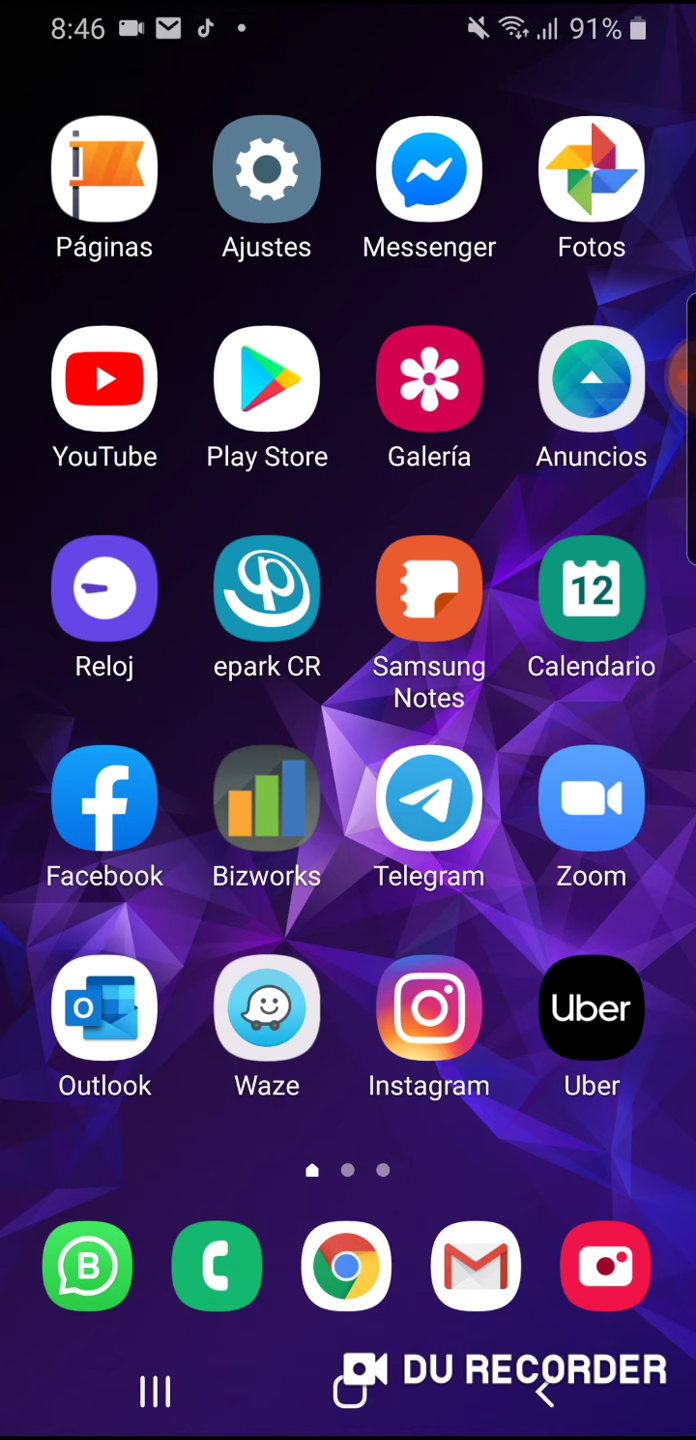 8:46 91%
Páginas Ajustes Messenger Fotos
YouTube Play Store Galería Anuncios
12
Reloj epark CR Samsung Notes Calendario
Facebook Bizworks Telegram Zoom
Uber
Outlook Waze Instagram Uber
B
DU RECORDER